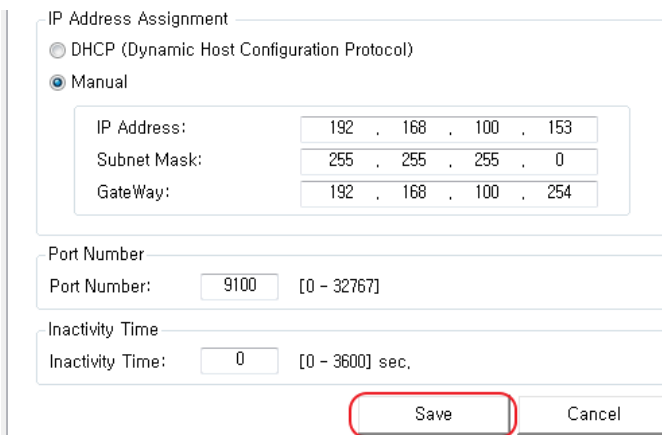 IP Address Assignment
DHCP (Dynamic Host Configuration Protocol)
Manual
IP Address: 192 . 168 . 100 . 153
Subnet Mask: 255 . 255 . 255 . 0
GateWay: 192 . 168 . 100 . 254
Port Number
Port Number: 9100 [0 - 32767]
Inactivity Time
Inactivity Time: 0 [0 - 3600] sec.
Save Cancel